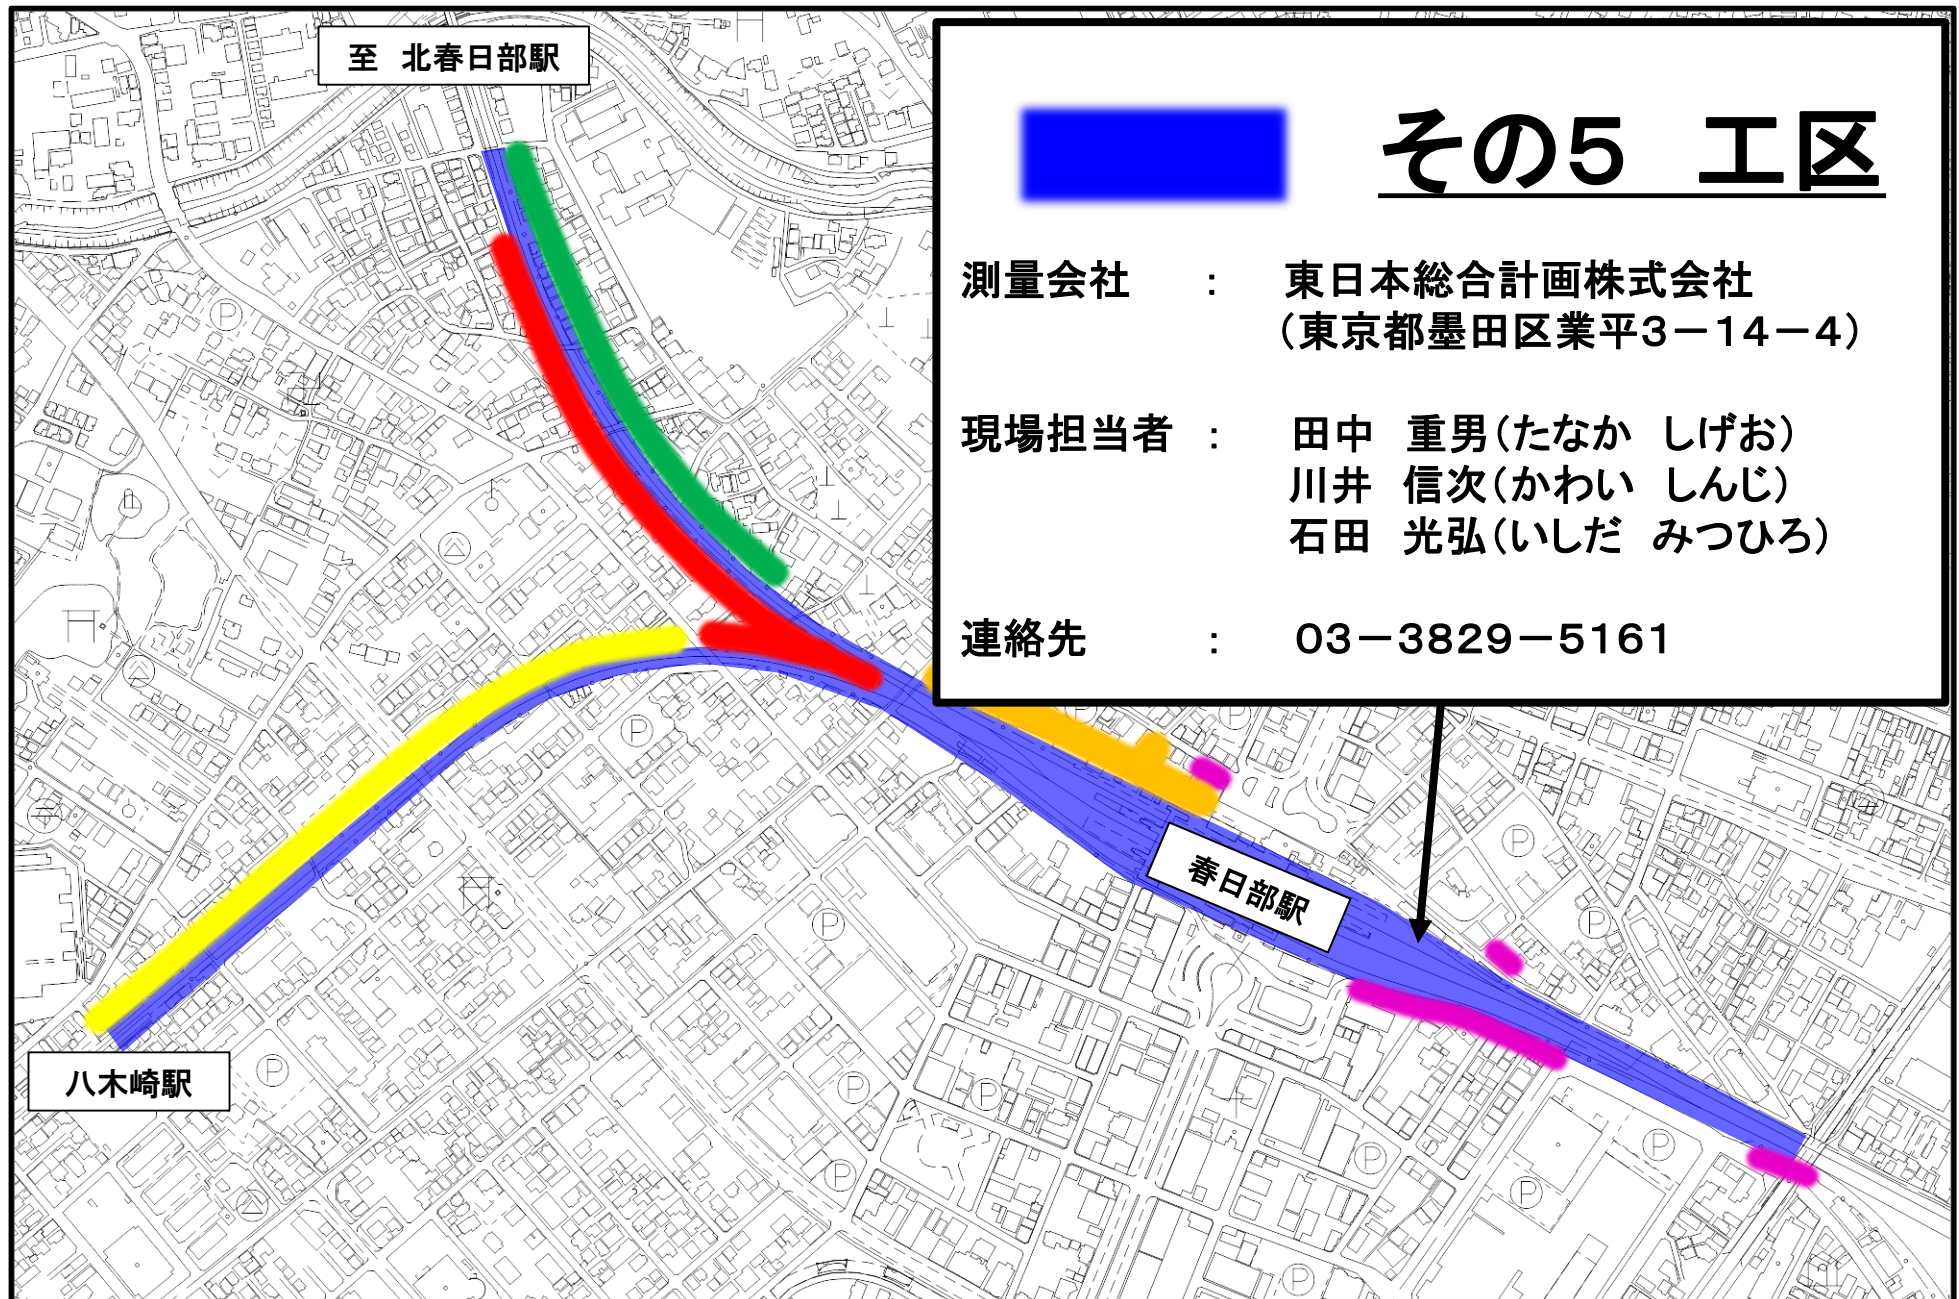 至　北春日部駅
その５　工区
測量会社　：　東日本総合計画株式会社
（東京都墨田区業平３－１４－４）
現場担当者　：　田中　重男（たなか　しげお）
川井　信次（かわい　しんじ）
石田　光弘（いしだ　みつひろ）
連絡先　：　０３－３８２９－５１６１
春日部駅
八木崎駅